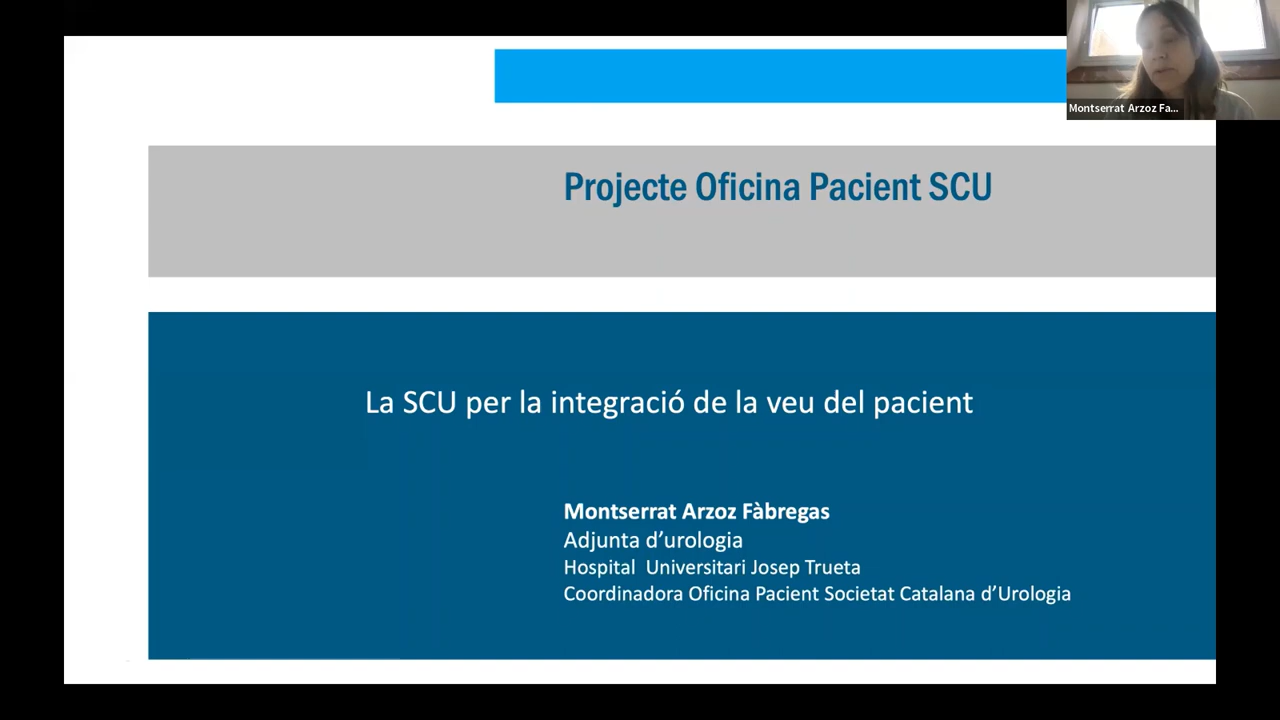 Montserrat Arzoz Fa...
Projecte Oficina Pacient SCU
La SCU per la integració de la veu del pacient
Montserrat Arzoz Fàbregas
Adjunta d’urologia
Hospital Universitari Josep Trueta
Coordinadora Oficina Pacient Societat Catalana d’Urologia